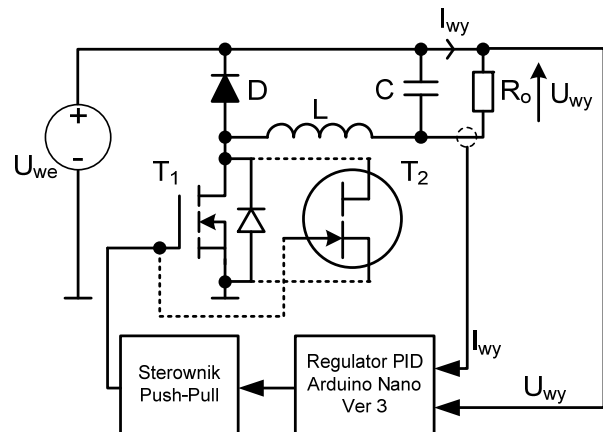 I wy
D
C
R o
U wy
+
-
U we
L
T 1
T 2
I wy
U wy
Sterownik
Push-Pull
Regulator PID
Arduino Nano
Ver 3